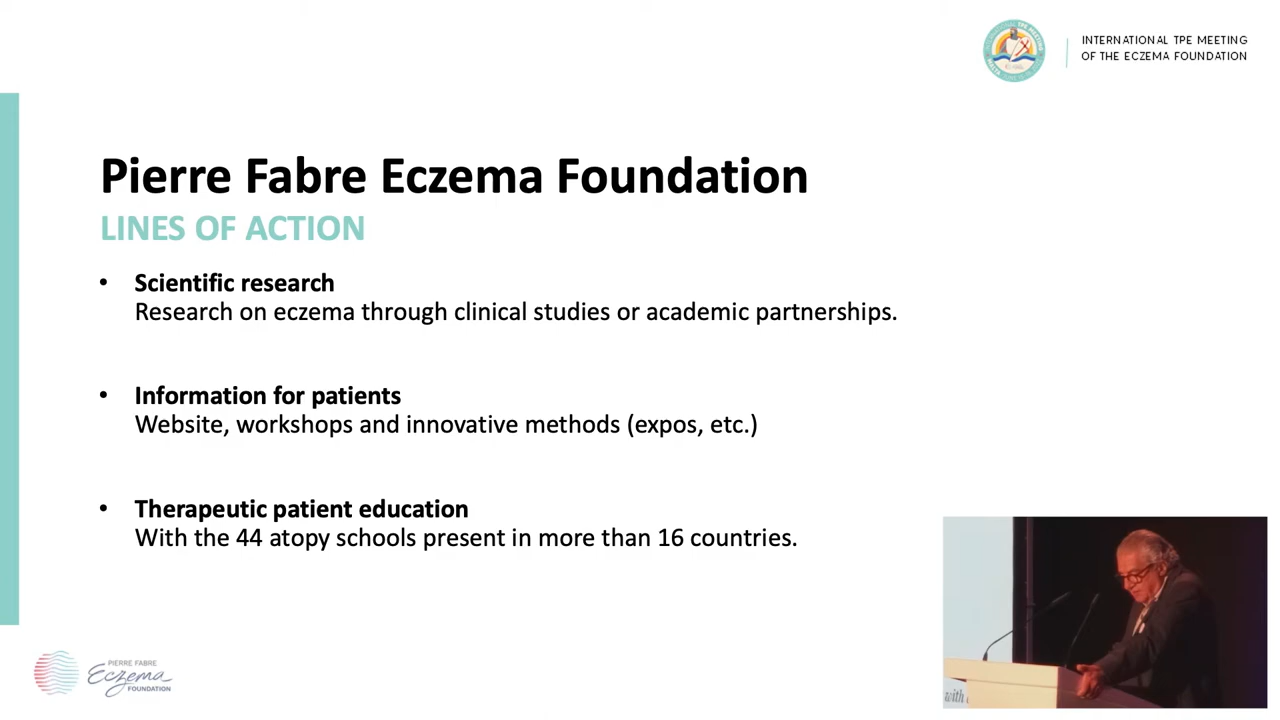 INTERNATIONAL TPE MEETING
OF THE ECZEMA FOUNDATION
Pierre Fabre Eczema Foundation
LINES OF ACTION
• Scientific research
Research on eczema through clinical studies or academic partnerships.
• Information for patients
Website, workshops and innovative methods (expos, etc.)
• Therapeutic patient education
With the 44 atopy schools present in more than 16 countries.
PIERRE FABRE
Eczema
FOUNDATION
with